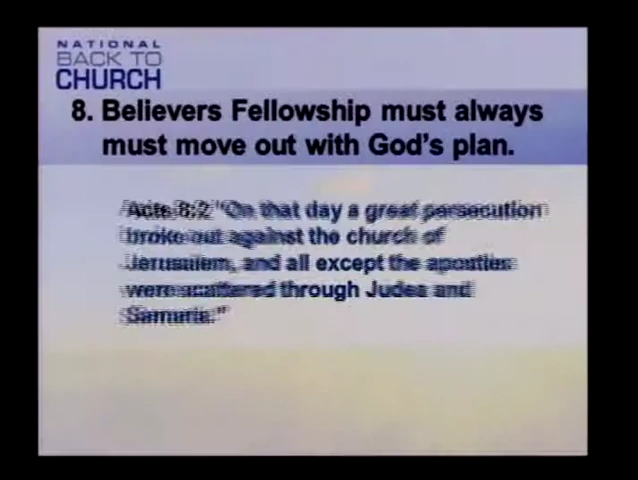 NATIONAL
BACK TO
CHURCH
8. Believers Fellowship must always
must move out with God's plan.
Acts 8:2 "On that day a great persecution
broke out against the church of
Jerusalem, and all except the apostles
were scattered through Judea and
Samaria."